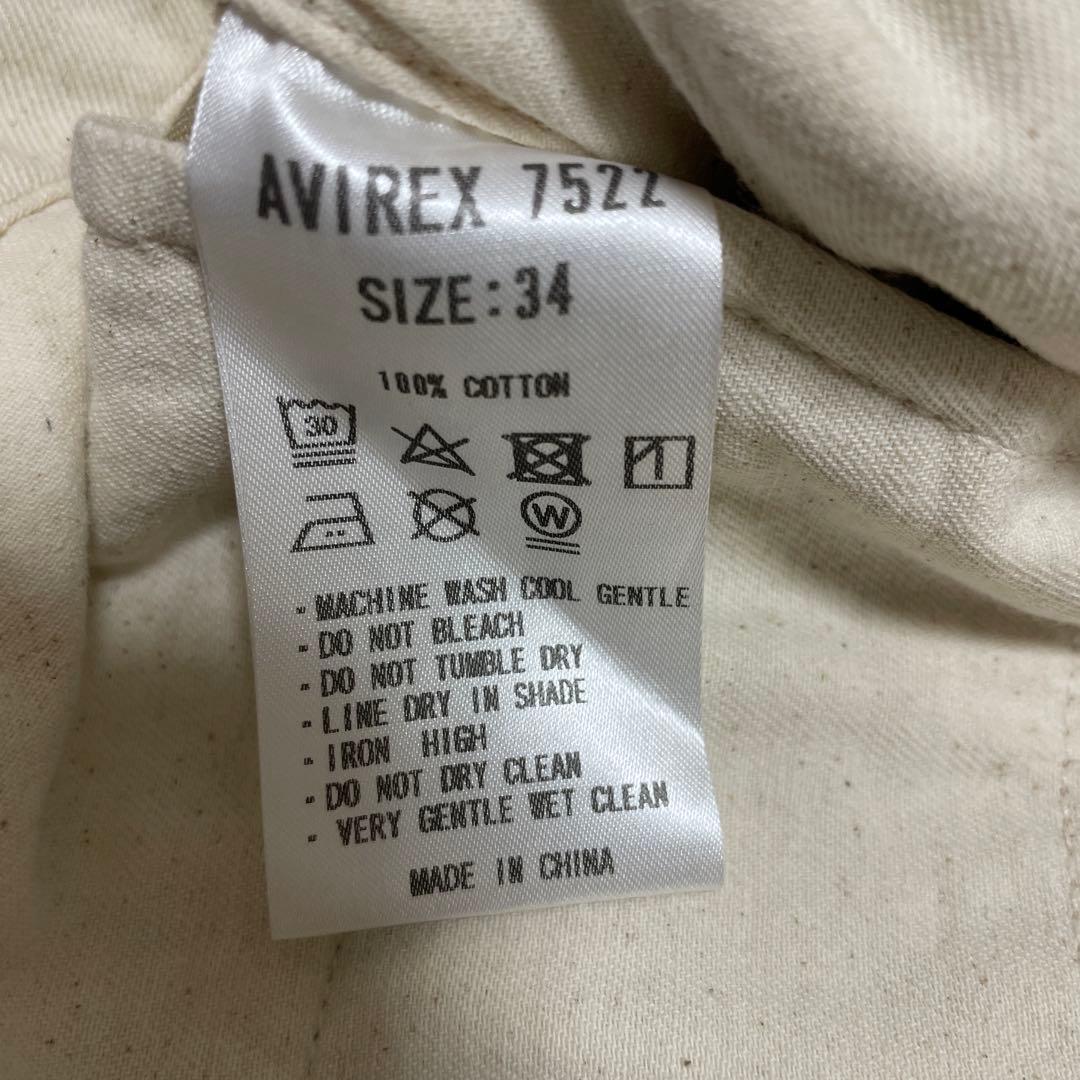 AVIREX 7522
SIZE:34
100% COTTON
30
W
- MACHINE WASH COOL GENTLE
- DO NOT BLEACH
- DO NOT TUMBLE DRY
- LINE DRY IN SHADE
- IRON HIGH
- DO NOT DRY CLEAN
- VERY GENTLE WET CLEAN
MADE IN CHINA